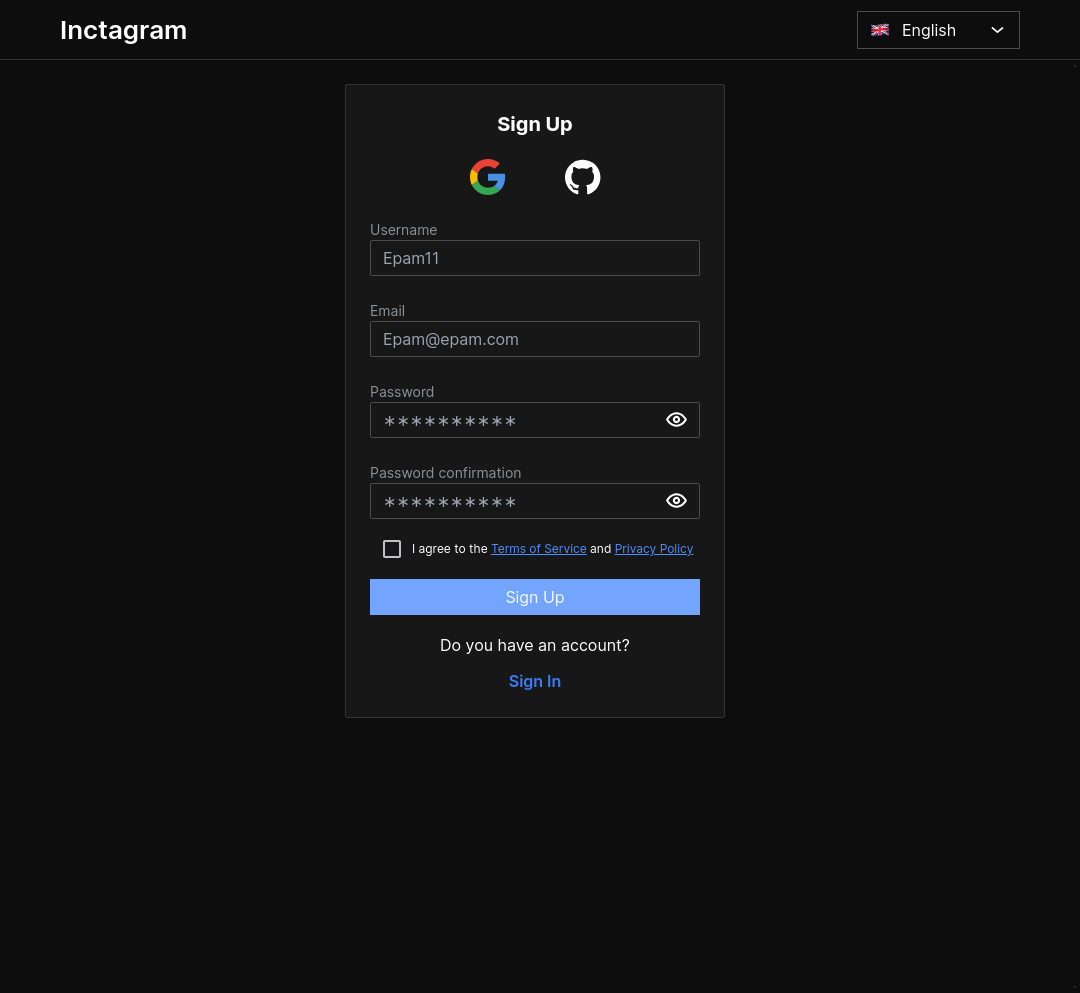 Inctagram
English
Sign Up
Username
Epam11
Email
Epam@epam.com
Password
**********
Password confirmation
**********
I agree to the Terms of Service and Privacy Policy
Sign Up
Do you have an account?
Sign In